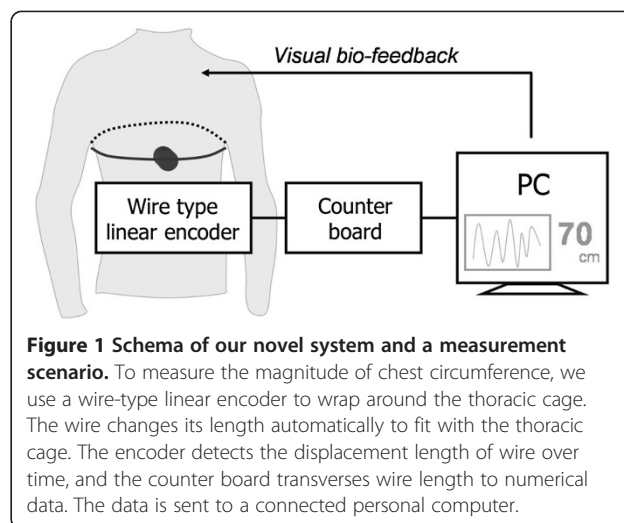 Visual bio-feedback
Wire type
linear encoder
Counter
board
PC
70
cm
Figure 1 Schema of our novel system and a measurement
scenario. To measure the magnitude of chest circumference, we
use a wire-type linear encoder to wrap around the thoracic cage.
The wire changes its length automatically to fit with the thoracic
cage. The encoder detects the displacement length of wire over
time, and the counter board transverses wire length to numerical
data. The data is sent to a connected personal computer.